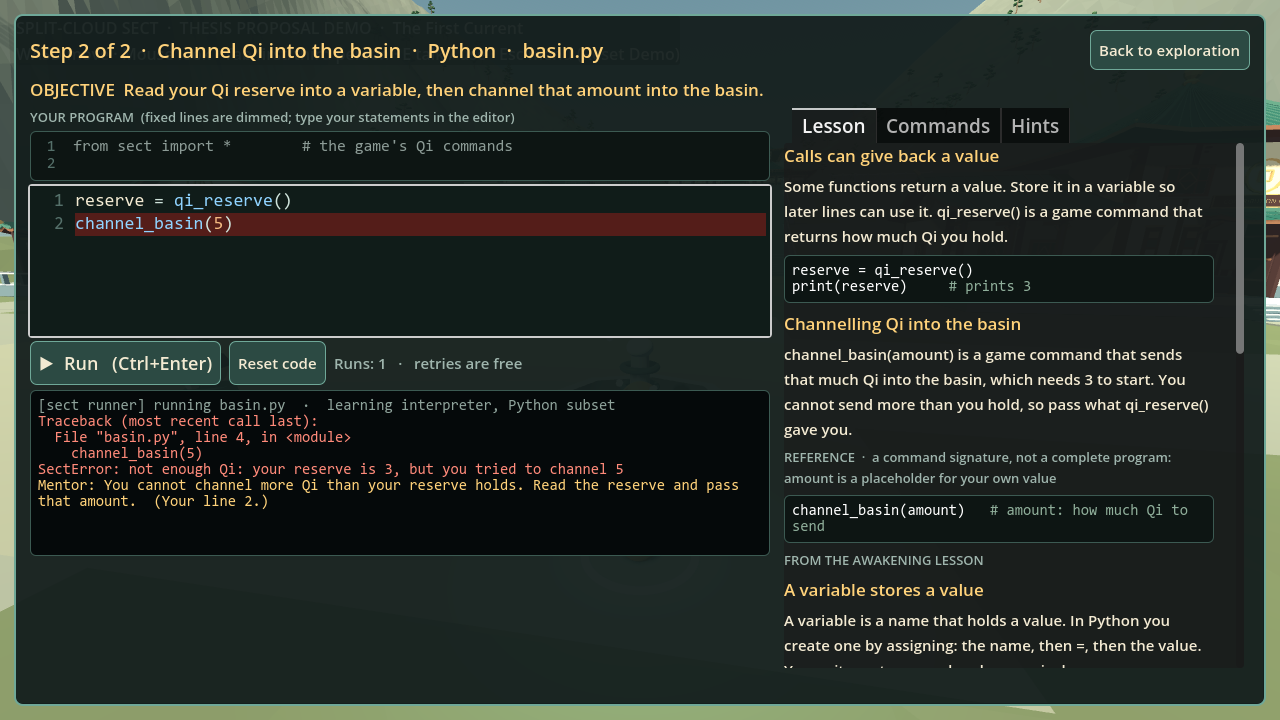 SPLIT-CLOUD SECT · THESIS PROPOSAL DEMO · The First Current
Step 2 of 2 · Channel Qi into the basin · Python · basin.py
Back to exploration
OBJECTIVE Read your Qi reserve into a variable, then channel that amount into the basin.
YOUR PROGRAM (fixed lines are dimmed; type your statements in the editor)
1 from sect import * # the game's Qi commands
2
1 reserve = qi_reserve()
2 channel_basin(5)
Run (Ctrl+Enter)
Reset code
Runs: 1 · retries are free
[sect runner] running basin.py · learning interpreter, Python subset
Traceback (most recent call last):
File "basin.py", line 4, in <module>
channel_basin(5)
SectError: not enough Qi: your reserve is 3, but you tried to channel 5
Mentor: You cannot channel more Qi than your reserve holds. Read the reserve and pass
that amount. (Your line 2.)
Lesson
Commands
Hints
Calls can give back a value
Some functions return a value. Store it in a variable so
later lines can use it. qi_reserve() is a game command that
returns how much Qi you hold.
reserve = qi_reserve()
print(reserve) # prints 3
Channelling Qi into the basin
channel_basin(amount) is a game command that sends
that much Qi into the basin, which needs 3 to start. You
cannot send more than you hold, so pass what qi_reserve()
gave you.
REFERENCE · a command signature, not a complete program:
amount is a placeholder for your own value
channel_basin(amount) # amount: how much Qi to
send
FROM THE AWAKENING LESSON
A variable stores a value
A variable is a name that holds a value. In Python you
create one by assigning: the name, then =, then the value.